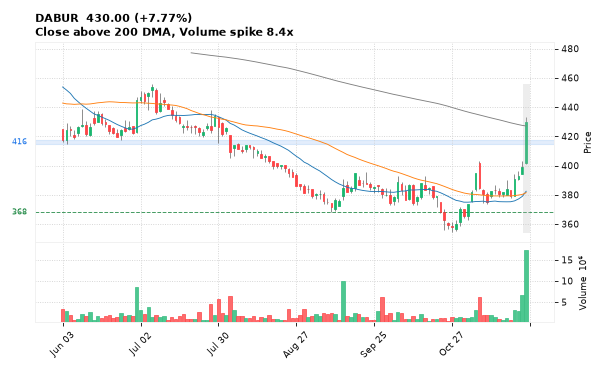 DABUR 430.00 (+7.77%)
Close above 200 DMA, Volume spike 8.4x
480
460
440
420
400
380
360
Price
416
368
15
10
5
Volume 10⁶
Jun 03
Jul 02
Jul 30
Aug 27
Sep 25
Oct 27